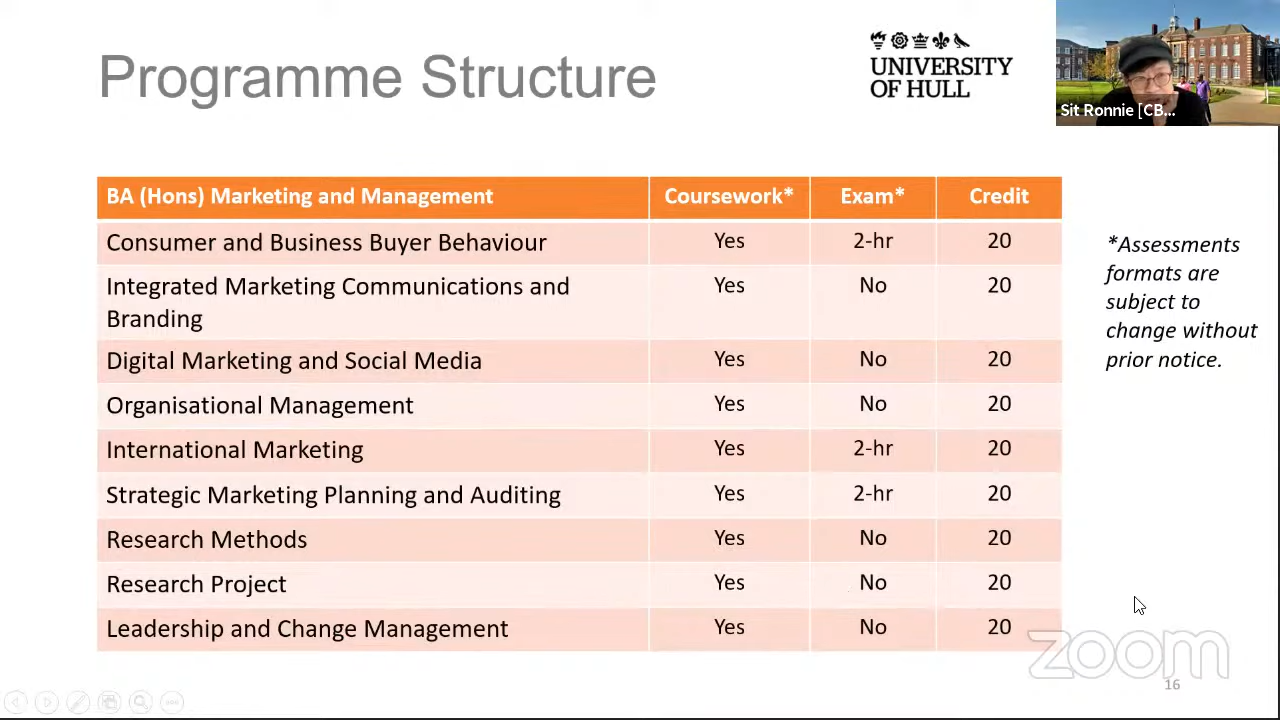 Programme Structure
UNIVERSITY
OF HULL
Sit Ronnie [CB...
BA (Hons) Marketing and Management Coursework* Exam* Credit
Consumer and Business Buyer Behaviour Yes 2-hr 20
Integrated Marketing Communications and Yes No 20
Branding
Digital Marketing and Social Media Yes No 20
Organisational Management Yes No 20
International Marketing Yes 2-hr 20
Strategic Marketing Planning and Auditing Yes 2-hr 20
Research Methods Yes No 20
Research Project Yes No 20
Leadership and Change Management Yes No 20
*Assessments
formats are
subject to
change without
prior notice.
zoom
16